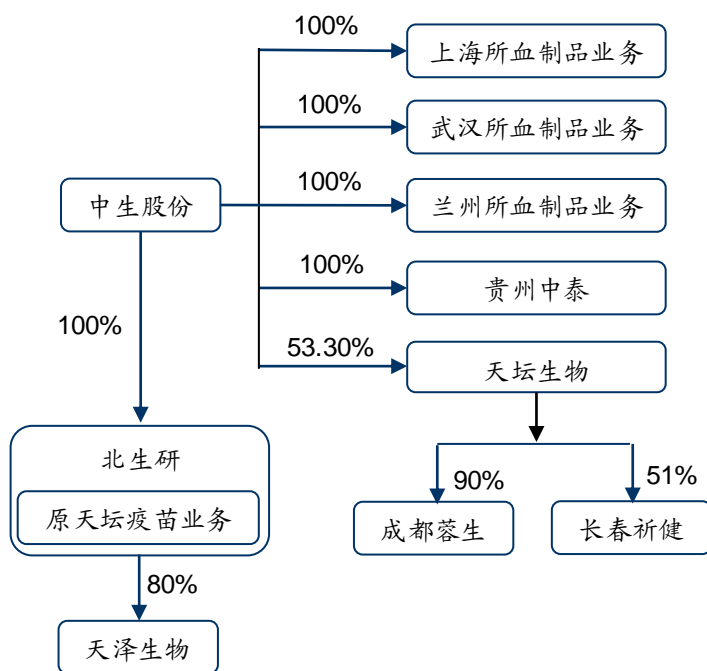 100%
上海所血制品业务
100%
武汉所血制品业务
中生股份
100%
兰州所血制品业务
100%
贵州中泰
100%
53.30%
天坛生物
北生研
原天坛疫苗业务
90%
51%
成都蓉生
长春祈健
80%
天泽生物